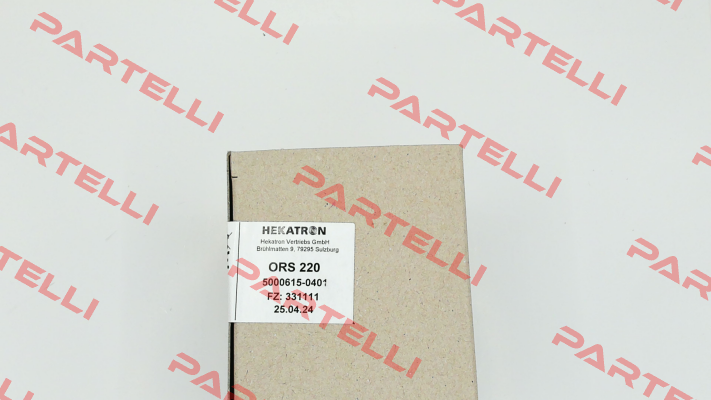 HEKATRON
Hekatron Vertriebs GmbH
Brühlmatten 9, 79295 Sulzburg
ORS 220
5000615-0401
FZ: 331111
25.04.24
PARTELLI
PARTELLI
PARTELLI
PARTELLI
PARTELLI
PARTELLI
PARTELLI
PARTELLI
PARTELLI